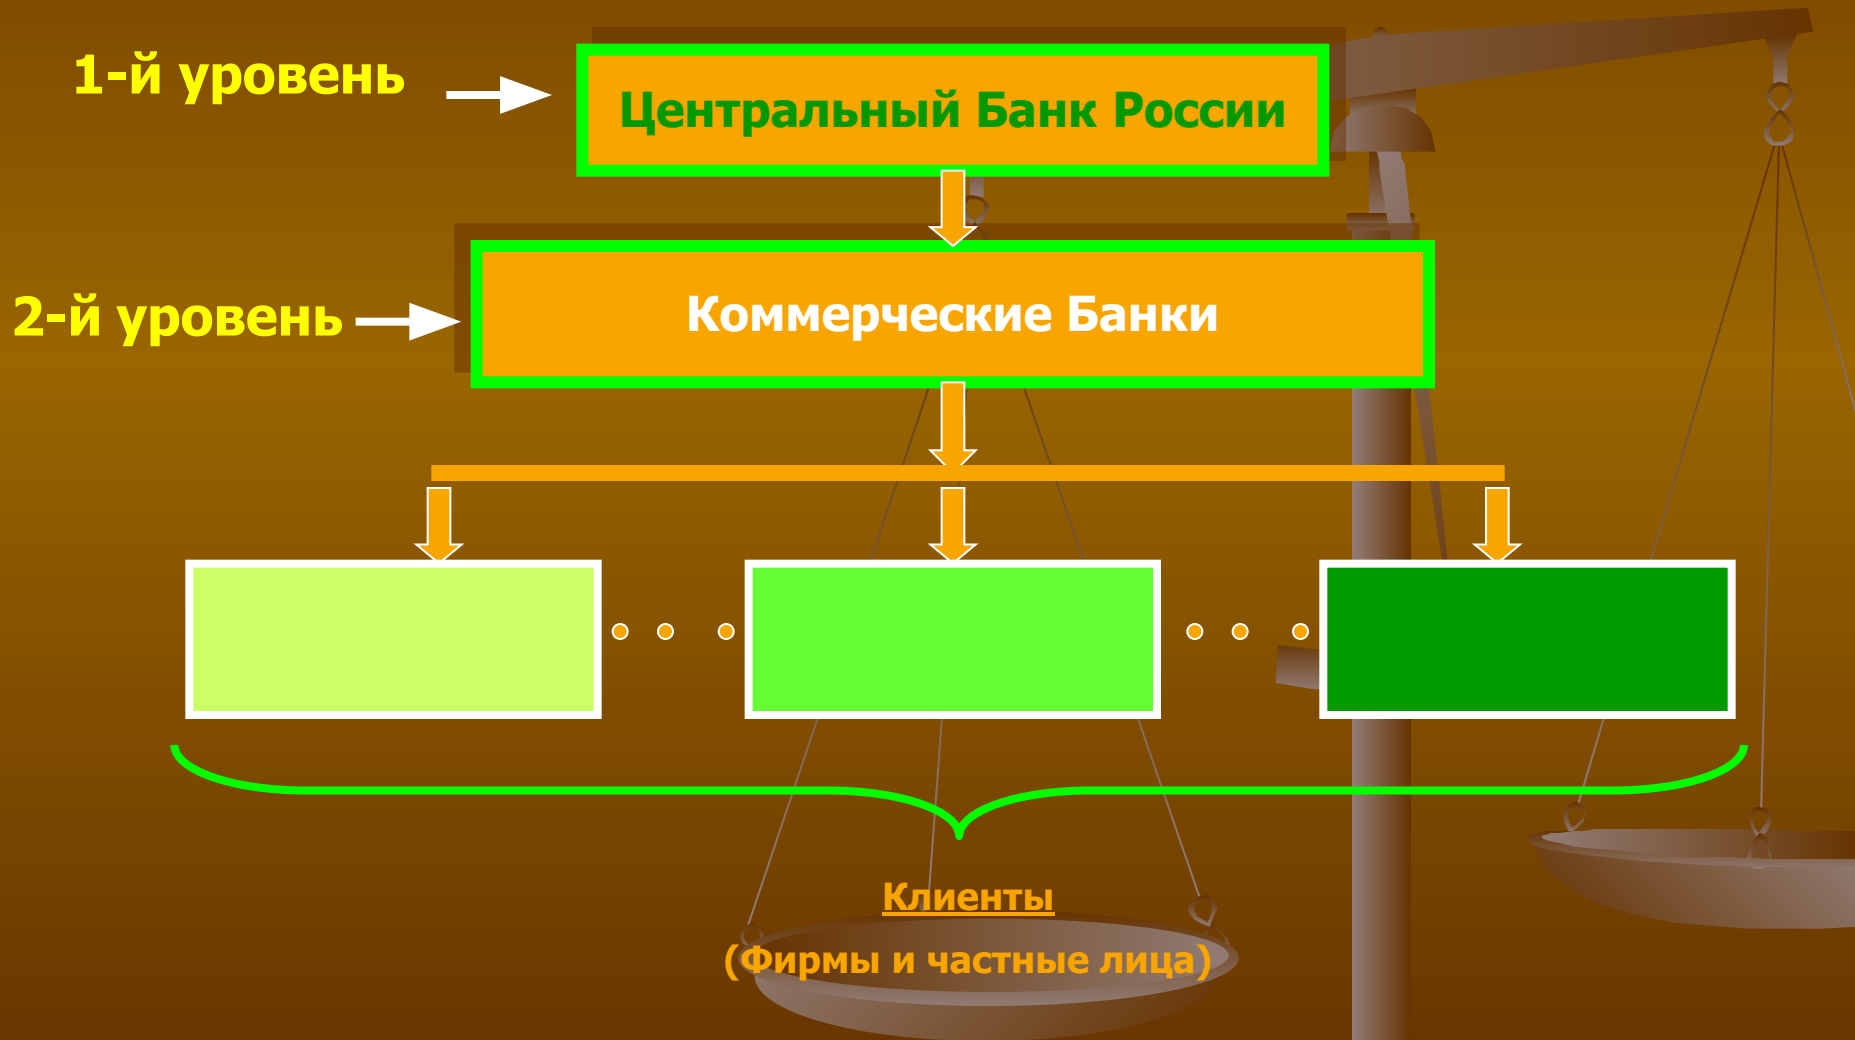 1-й уровень
Центральный Банк России
2-й уровень
Коммерческие Банки
Клиенты
(Фирмы и частные лица)